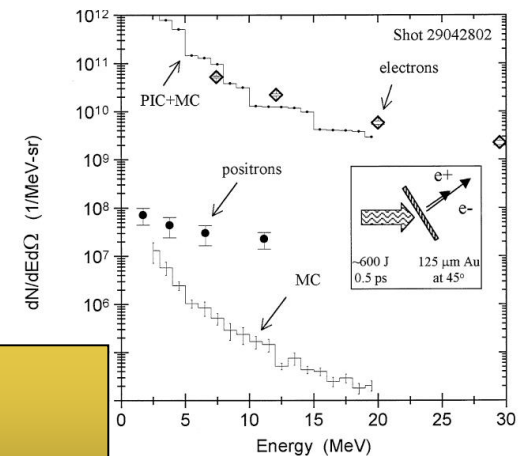 10¹²
Shot 29042802
10¹¹
electrons
PIC+MC
10¹⁰
10⁹
positrons
e+
10⁸
e-
10⁷
~600 J 125 μm Au
0.5 ps at 45°
MC
10⁶
dN/dEdΩ (1/MeV-sr)
0 5 10 15 20 25 30
Energy (MeV)